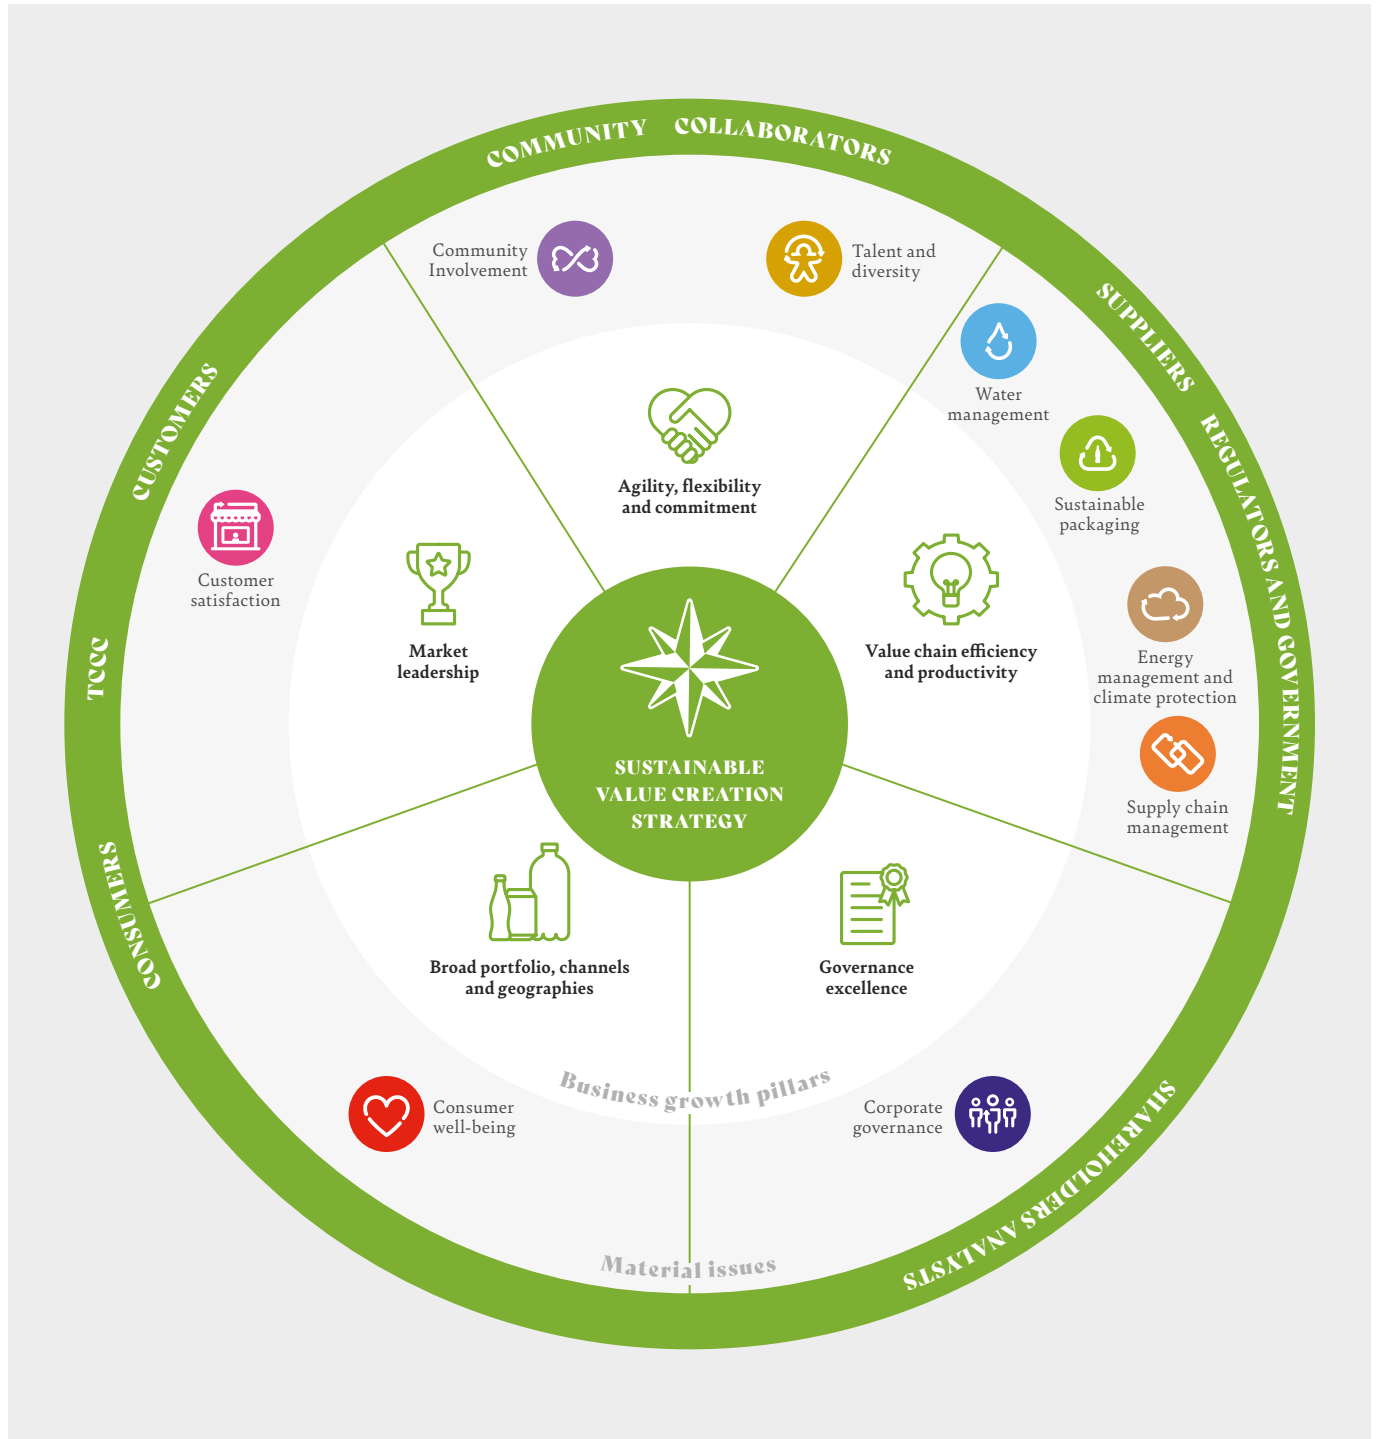 COMMUNITY
COLLABORATORS
SUPPLIERS
REGULATORS AND GOVERNMENT
SHAREHOLDERS ANALYSTS
CONSUMERS
TCCC
CUSTOMERS
Community
Involvement
Talent and
diversity
Water
management
Sustainable
packaging
Energy
management and
climate protection
Supply chain
management
Corporate
governance
Consumer
well-being
Customer
satisfaction
Agility, flexibility
and commitment
Value chain efficiency
and productivity
Governance
excellence
Broad portfolio, channels
and geographies
Market
leadership
SUSTAINABLE
VALUE CREATION
STRATEGY
Business growth pillars
Material issues